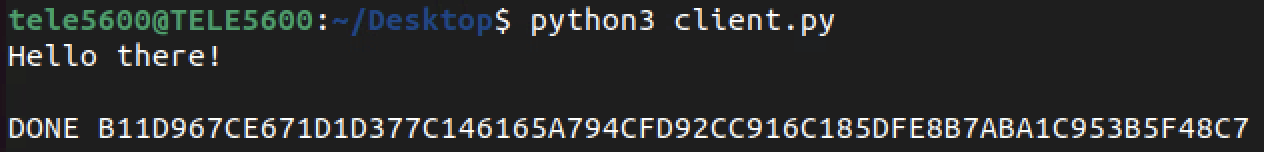 tele5600@TELE5600:~/Desktop$ python3 client.py
Hello there!
DONE B11D967CE671D1D377C146165A794CFD92CC916C185DFE8B7ABA1C953B5F48C7